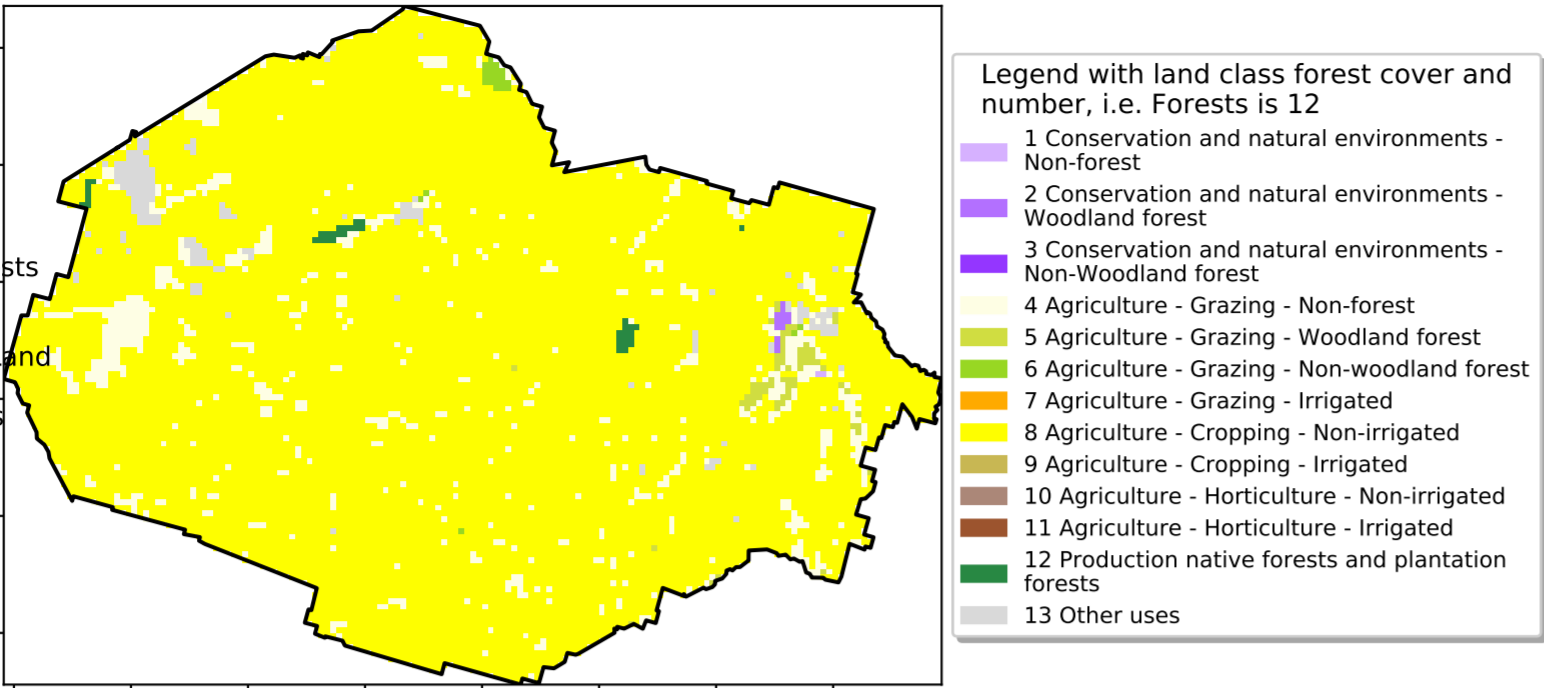 sts
and
Legend with land class forest cover and
number, i.e. Forests is 12
1 Conservation and natural environments -
Non-forest
2 Conservation and natural environments -
Woodland forest
3 Conservation and natural environments -
Non-Woodland forest
4 Agriculture - Grazing - Non-forest
5 Agriculture - Grazing - Woodland forest
6 Agriculture - Grazing - Non-woodland forest
7 Agriculture - Grazing - Irrigated
8 Agriculture - Cropping - Non-irrigated
9 Agriculture - Cropping - Irrigated
10 Agriculture - Horticulture - Non-irrigated
11 Agriculture - Horticulture - Irrigated
12 Production native forests and plantation
forests
13 Other uses